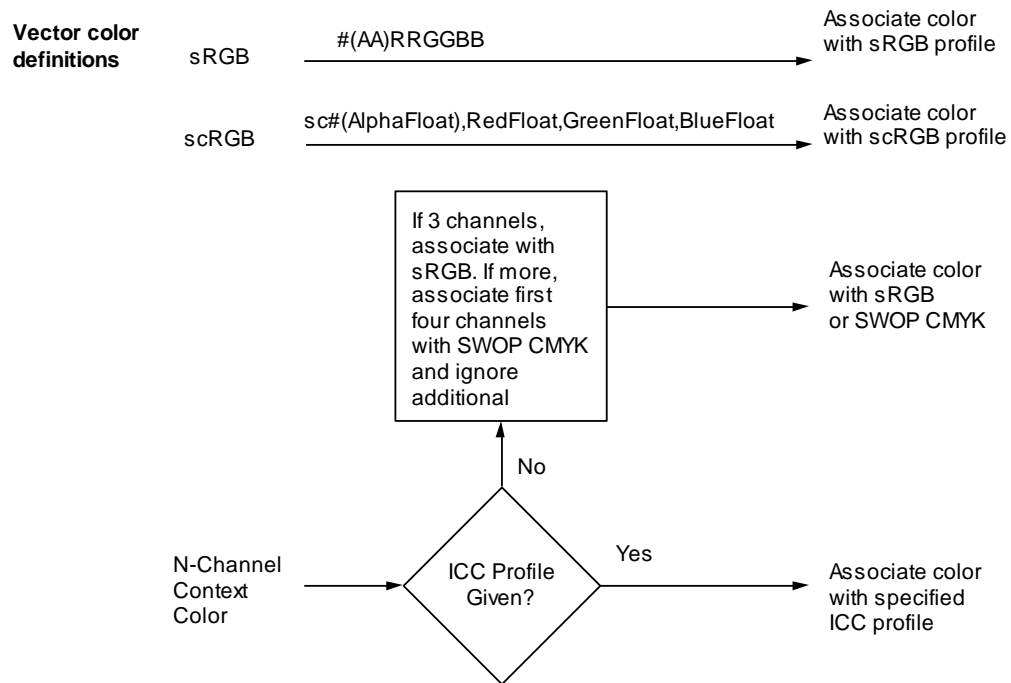 Vector color
definitions
sRGB
#(AA)RRGGBB
Associate color
with sRGB profile
scRGB
sc#(AlphaFloat),RedFloat,GreenFloat,BlueFloat
Associate color
with scRGB profile
If 3 channels,
associate with
sRGB. If more,
associate first
four channels
with SWOP CMYK
and ignore
additional
Associate color
with sRGB
or SWOP CMYK
No
N-Channel
Context
Color
ICC Profile
Given?
Yes
Associate color
with specified
ICC profile